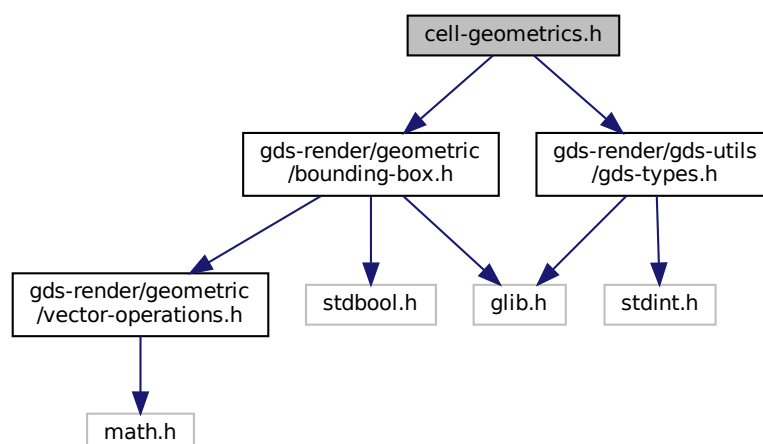 cell-geometrics.h
gds-render/geometric
/bounding-box.h
gds-render/gds-utils
/gds-types.h
gds-render/geometric
/vector-operations.h
stdbool.h
glib.h
stdint.h
math.h